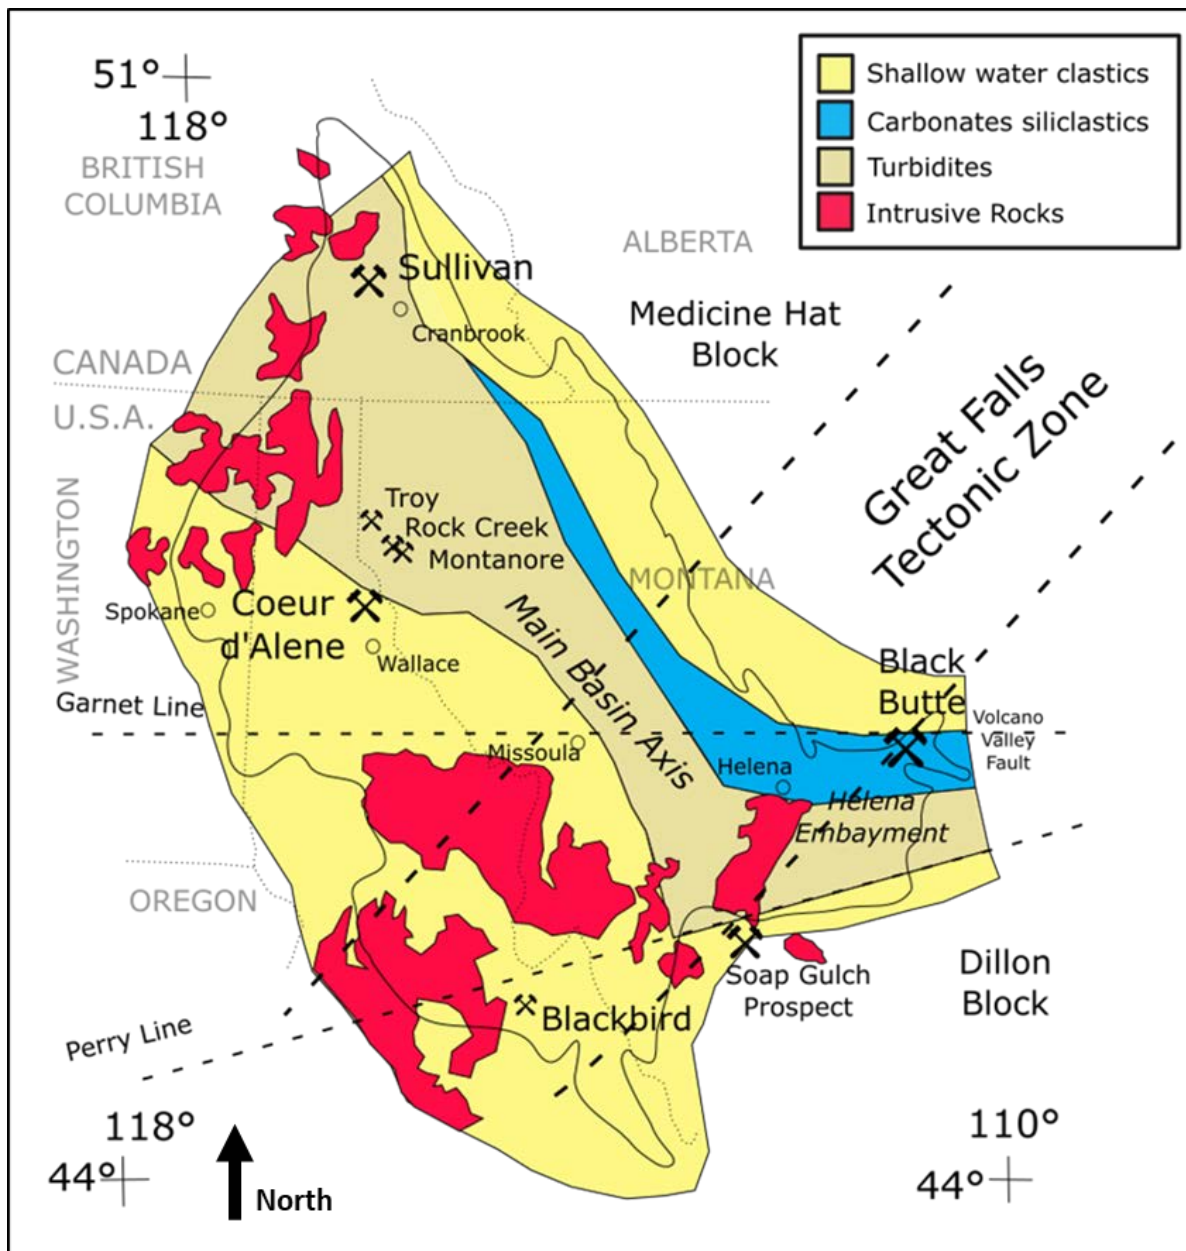 51°
118°
BRITISH
COLUMBIA
Shallow water clastics
Carbonates siliclastics
Turbidites
Intrusive Rocks
ALBERTA
Sullivan
Cranbrook
Medicine Hat
Block
CANADA
U.S.A.
Great Falls
Tectonic Zone
WASHINGTON
Troy
Rock Creek
Montanore
MONTANA
Spokane
Coeur
d'Alene
Wallace
Main Basin Axis
Black
Butte
Garnet Line
Volcano
Valley
Fault
Missoula
Helena
Helena
Embayment
OREGON
Soap Gulch
Prospect
Dillon
Block
Blackbird
Perry Line
118°
44°
North
110°
44°